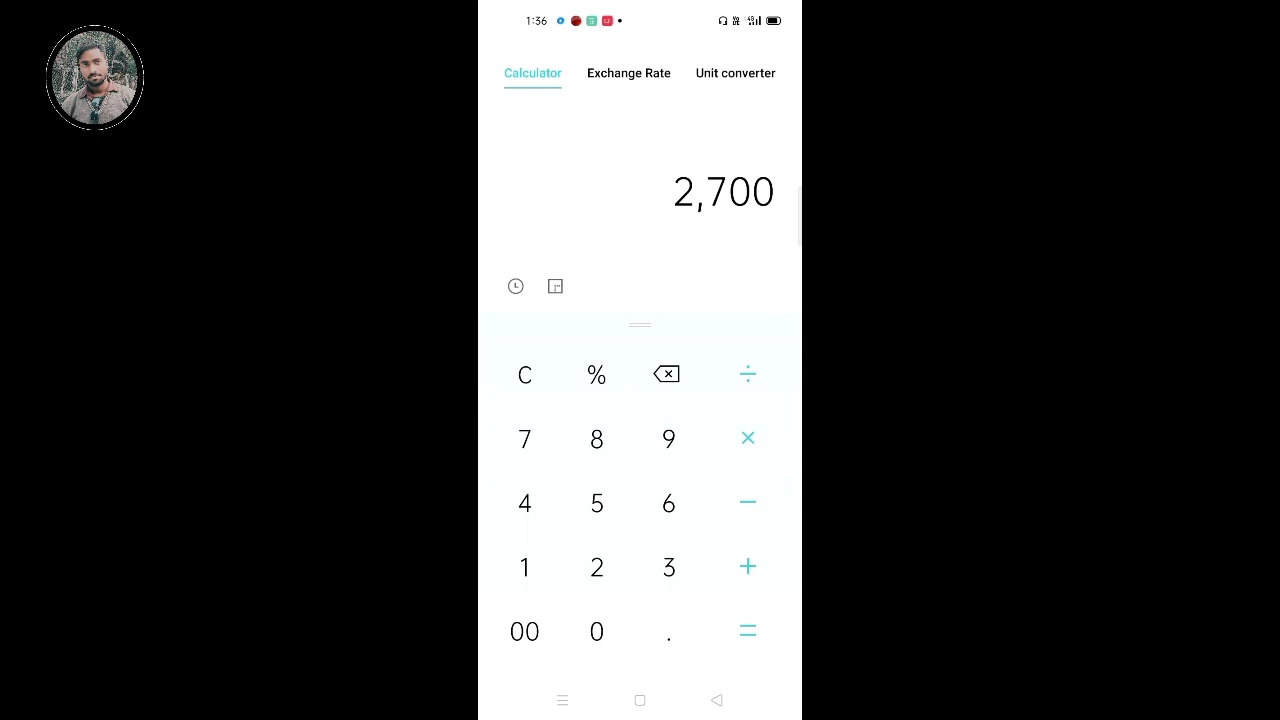 1:36
Calculator Exchange Rate Unit converter
2,700
C % ÷
7 8 9 ×
4 5 6 −
1 2 3 +
00 0 . =